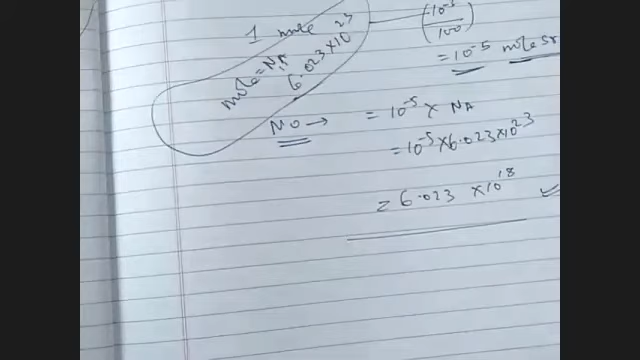 1 mole
mole = NA
6.023×10^23
(10^-3/100)
= 10^-5 mole Sr
NO → = 10^-5 × NA
= 10^-5 × 6.023×10^23
= 6.023 × 10^18